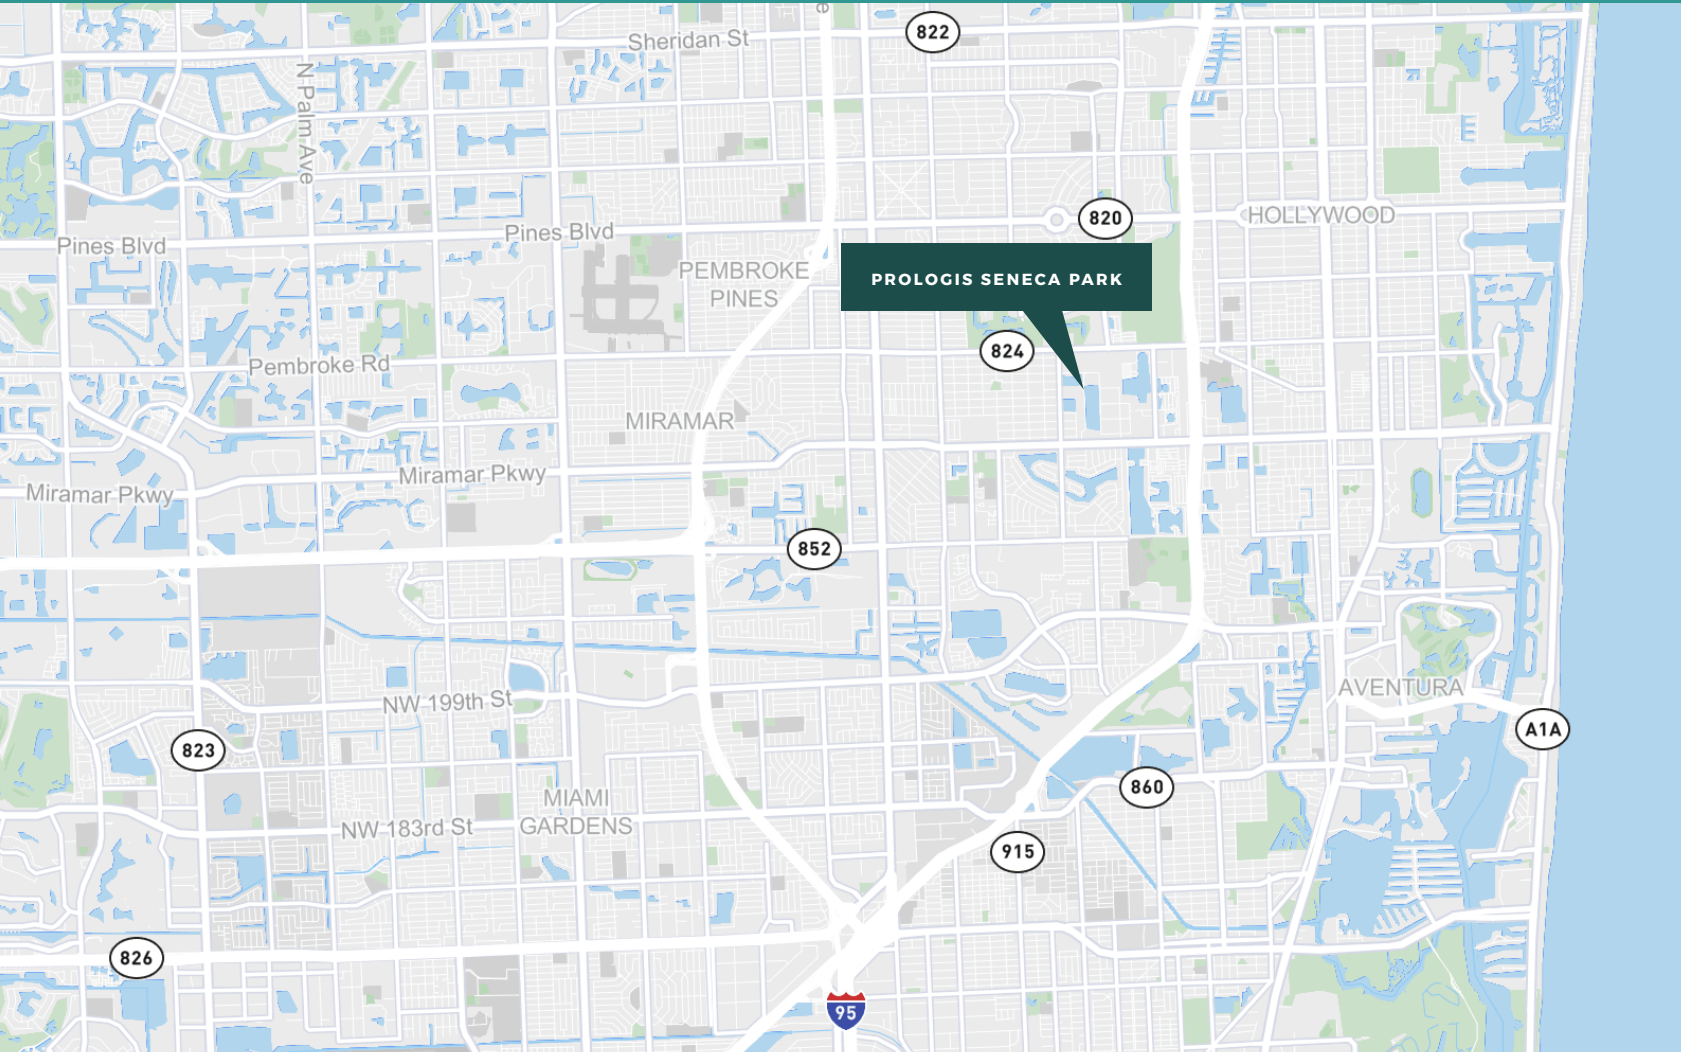 822
Sheridan St
N Palm Ave
820
HOLLYWOOD
Pines Blvd
Pines Blvd
PEMBROKE
PINES
PROLOGIS SENECA PARK
824
Pembroke Rd
MIRAMAR
Miramar Pkwy
Miramar Pkwy
852
AVENTURA
NW 199th St
A1A
823
860
MIAMI
GARDENS
NW 183rd St
915
826
95